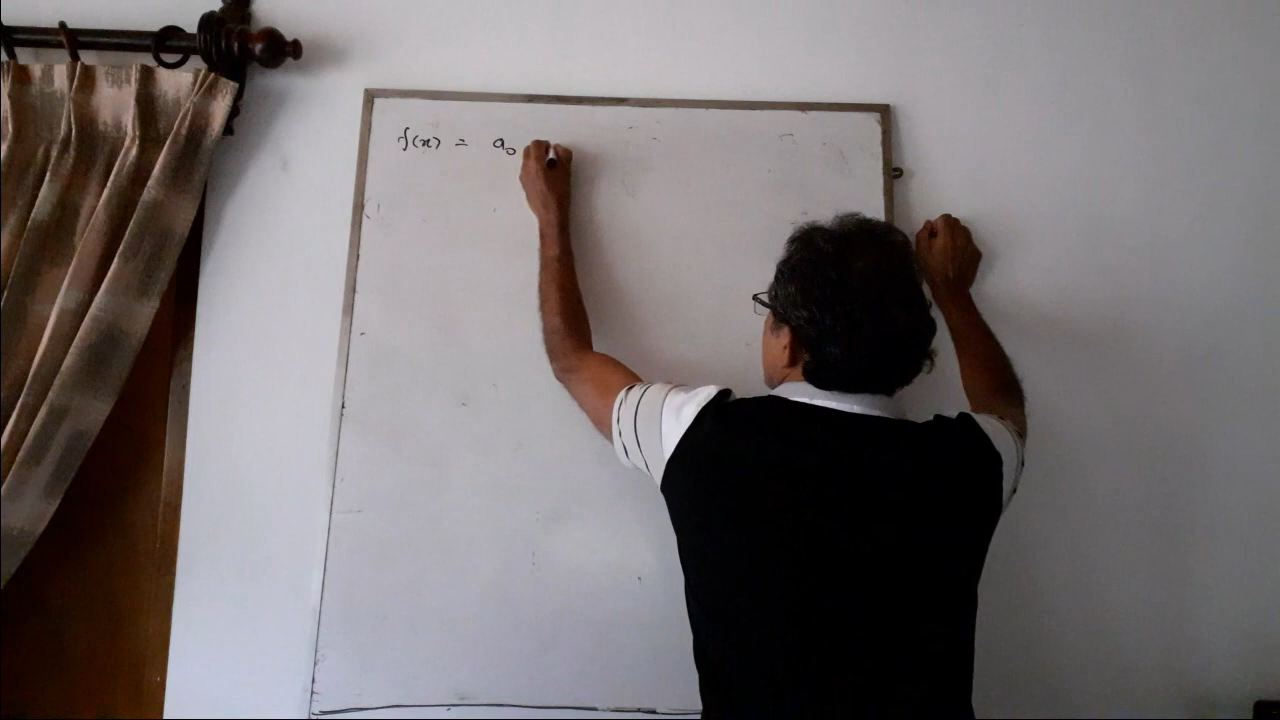 f(x) = a₀